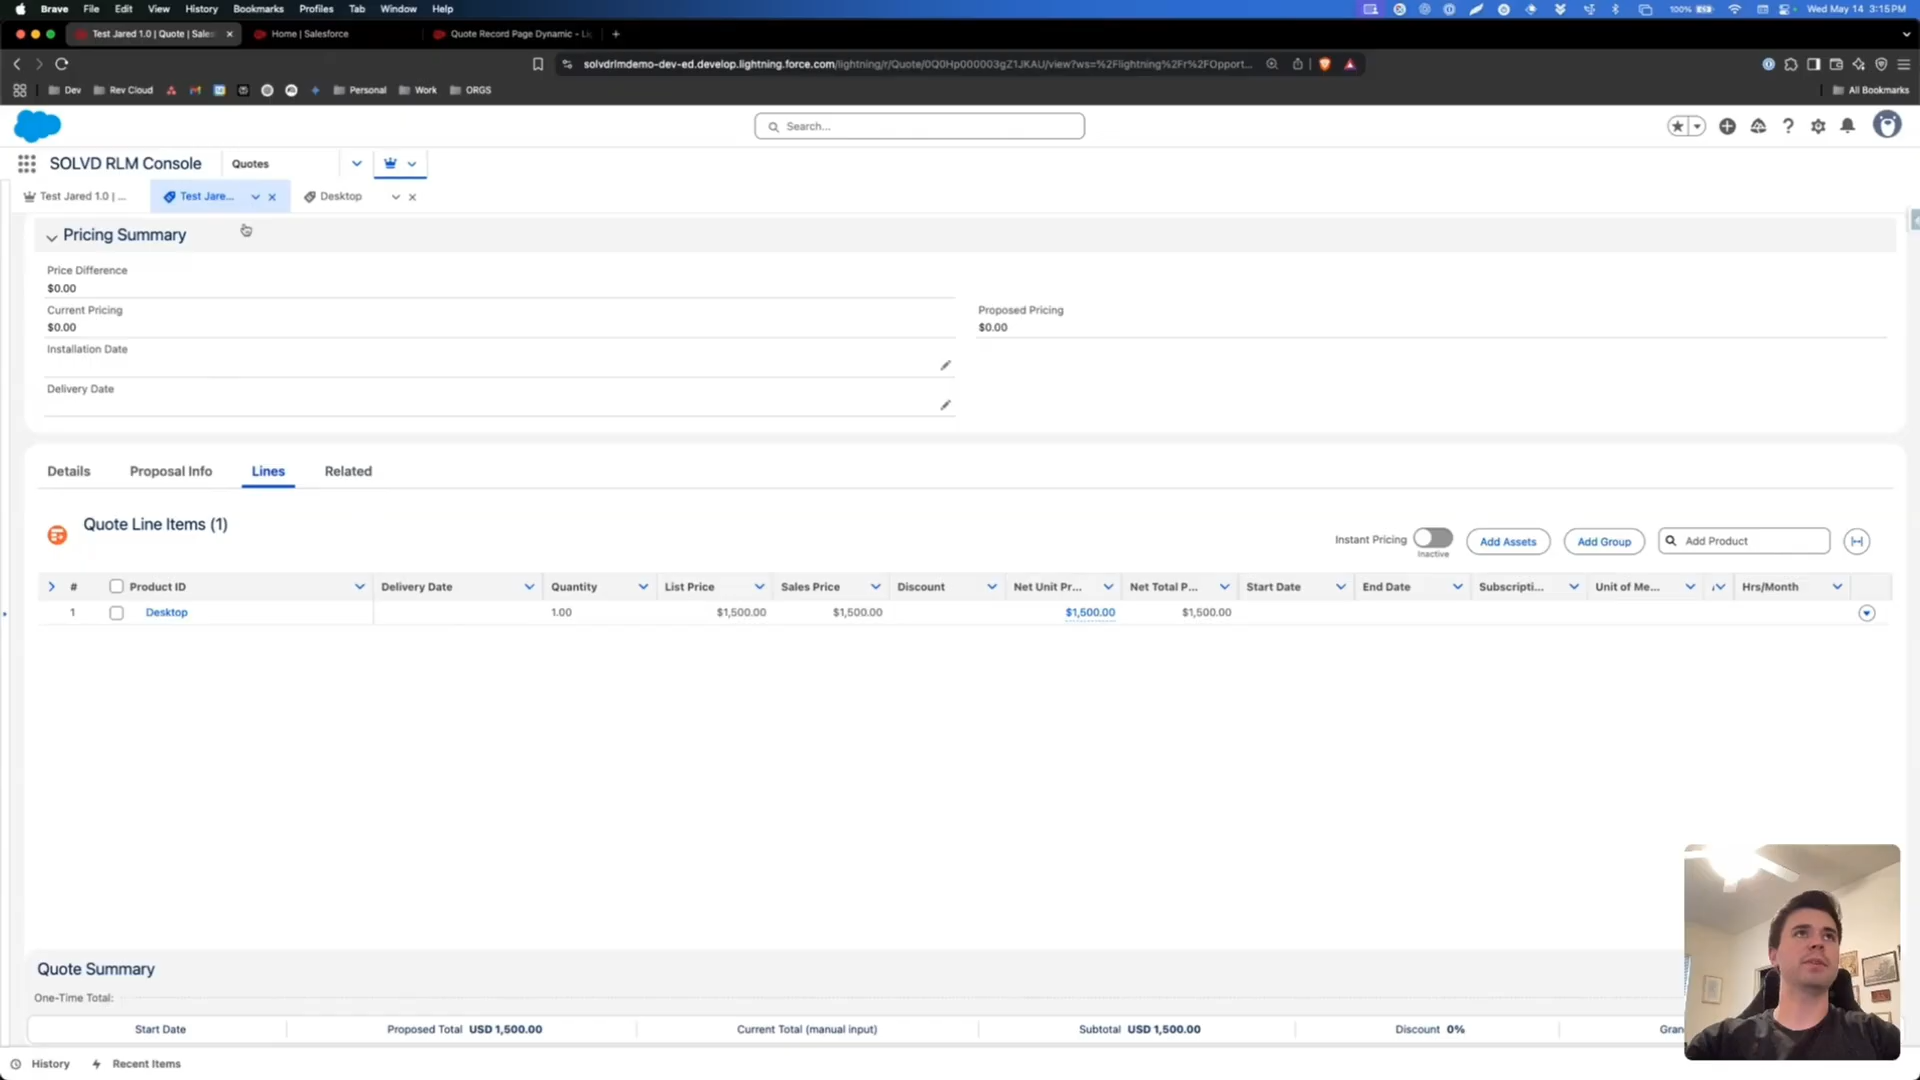 Brave File Edit View History Bookmarks Profiles Tab Window Help 100% Wed May 14 3:15 PM
Test Jared 1.0 | Quote | Sales Home | Salesforce Quote Record Page Dynamic - Li
solvdrlmdemo-dev-ed.develop.lightning.force.com/lightning/r/Quote/0Q0Hp000003gZ1JKAU/view?ws=%2Flightning%2Fr%2FOpport...
Dev Rev Cloud Personal Work ORGS All Bookmarks
Search...
SOLVD RLM Console Quotes
Test Jared 1.0 | ... Test Jare... Desktop
Pricing Summary
Price Difference
$0.00
Current Pricing Proposed Pricing
$0.00 $0.00
Installation Date
Delivery Date
Details Proposal Info Lines Related
Quote Line Items (1)
Instant Pricing Inactive Add Assets Add Group Add Product
# Product ID Delivery Date Quantity List Price Sales Price Discount Net Unit Pr... Net Total P... Start Date End Date Subscripti... Unit of Me... Hrs/Month
1 Desktop 1.00 $1,500.00 $1,500.00 $1,500.00 $1,500.00
Quote Summary
One-Time Total:
Start Date Proposed Total USD 1,500.00 Current Total (manual input) Subtotal USD 1,500.00 Discount 0% Gran
History Recent Items